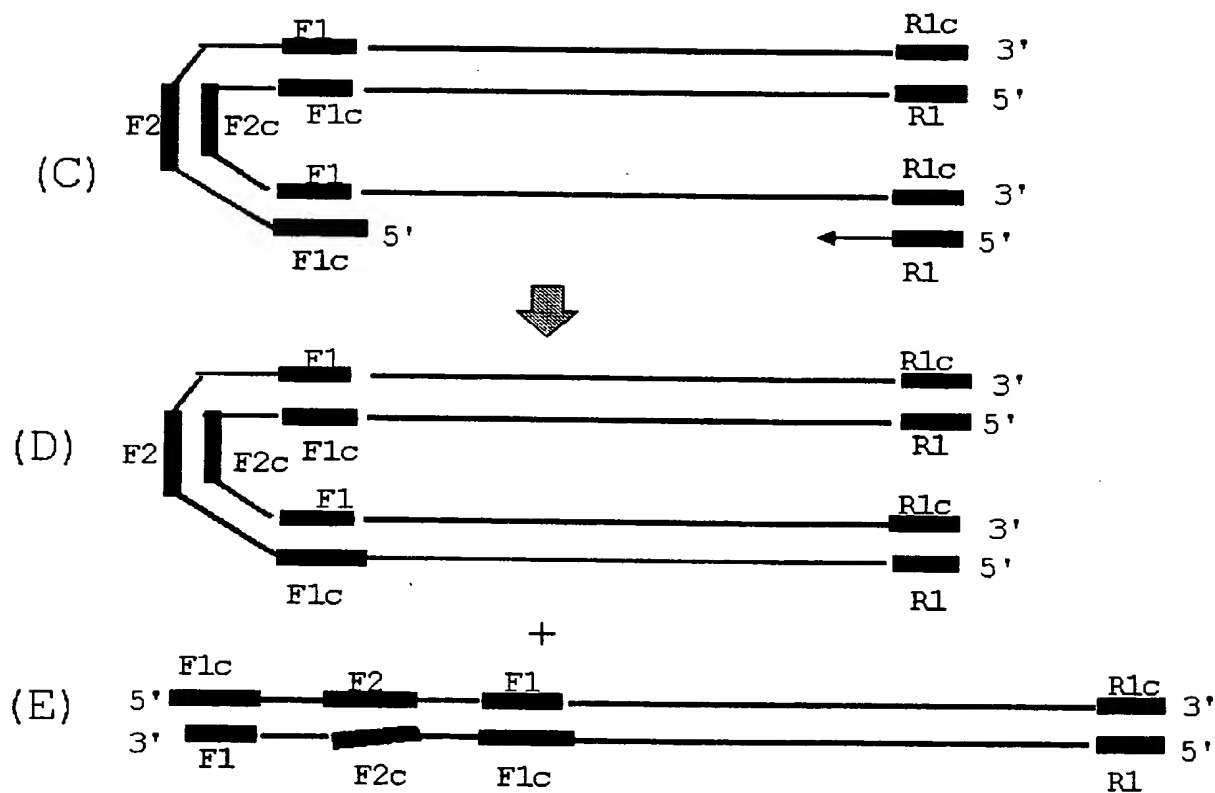 F1 R1c
3'
F1c R1 5'
F2 F2c
(C)
F1 R1c
3'
5' 5'
F1c R1
F1 R1c
3'
5'
F1c R1
(D) F2 F2c
F1 R1c
3'
5'
F1c R1
+
F1c F2 F1 R1c
(E) 5' 3'
3' 5'
F1 F2c F1c R1